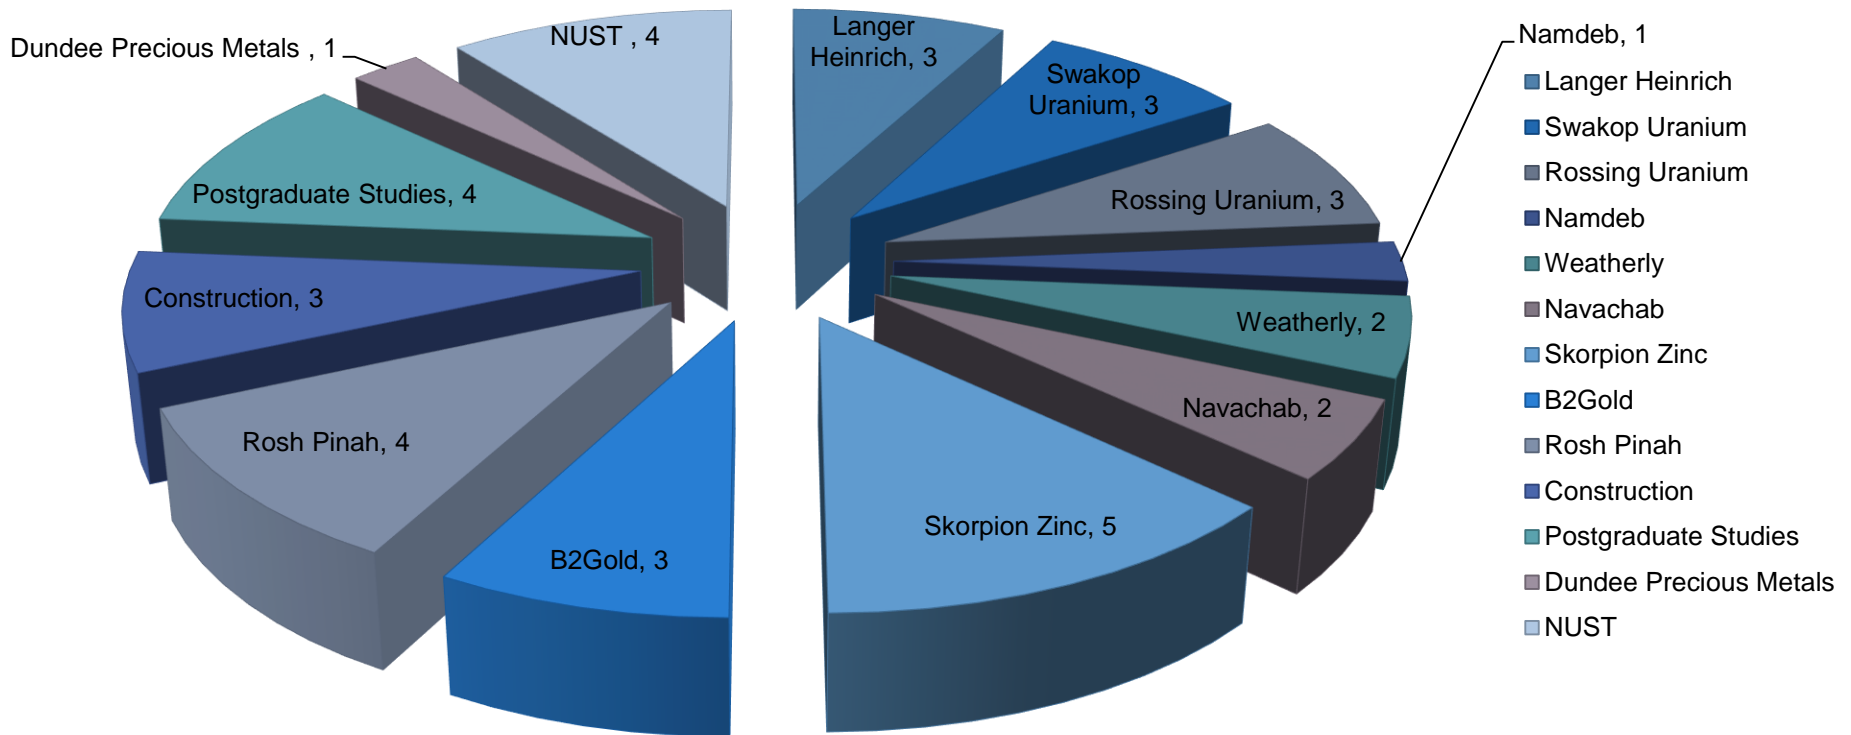 Dundee Precious Metals , 1
NUST , 4
Langer
Heinrich, 3
Swakop
Uranium, 3
Rossing Uranium, 3
Namdeb, 1
Weatherly, 2
Navachab, 2
Skorpion Zinc, 5
B2Gold, 3
Rosh Pinah, 4
Construction, 3
Postgraduate Studies, 4
Langer Heinrich
Swakop Uranium
Rossing Uranium
Namdeb
Weatherly
Navachab
Skorpion Zinc
B2Gold
Rosh Pinah
Construction
Postgraduate Studies
Dundee Precious Metals
NUST